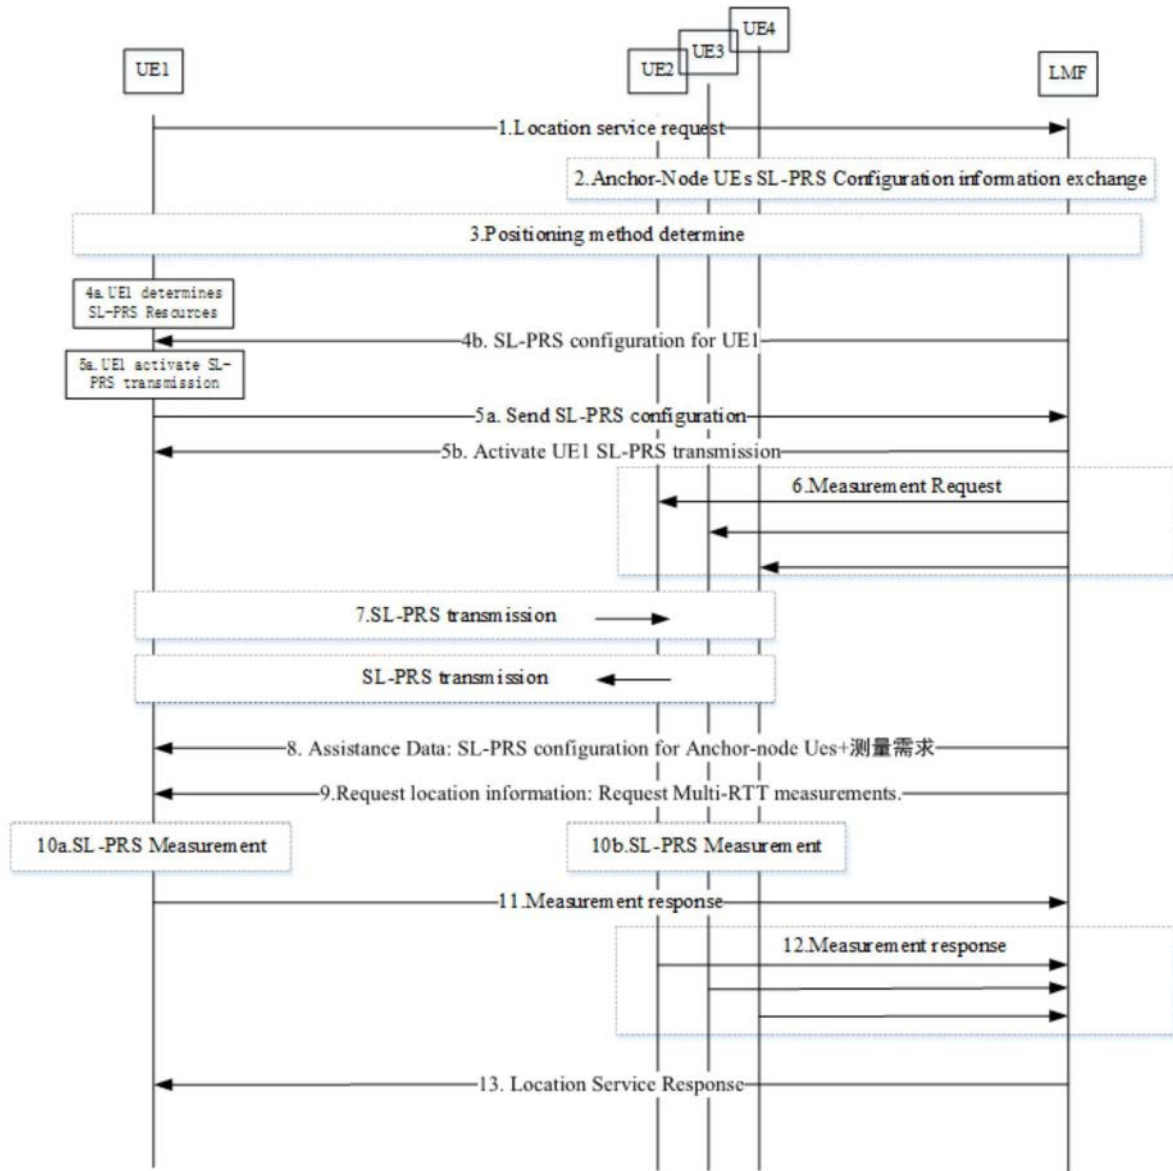 UE4
UE3
UE1
UE2
LMF
1.Location service request
2.Anchor-Node UEs SL-PRS Configuration information exchange
3.Positioning method determine
4a.UE1 determines
SL-PRS Resources
4b. SL-PRS configuration for UE1
5a.UE1 activate SL-
PRS transmission
5a. Send SL-PRS configuration
5b. Activate UE1 SL-PRS transmission
6.Measurement Request
7.SL-PRS transmission
SL-PRS transmission
8. Assistance Data: SL-PRS configuration for Anchor-node Ues+测量需求
9.Request location information: Request Multi-RTT measurements.
10a.SL-PRS Measurement
10b.SL-PRS Measurement
11.Measurement response
12.Measurement response
13. Location Service Response